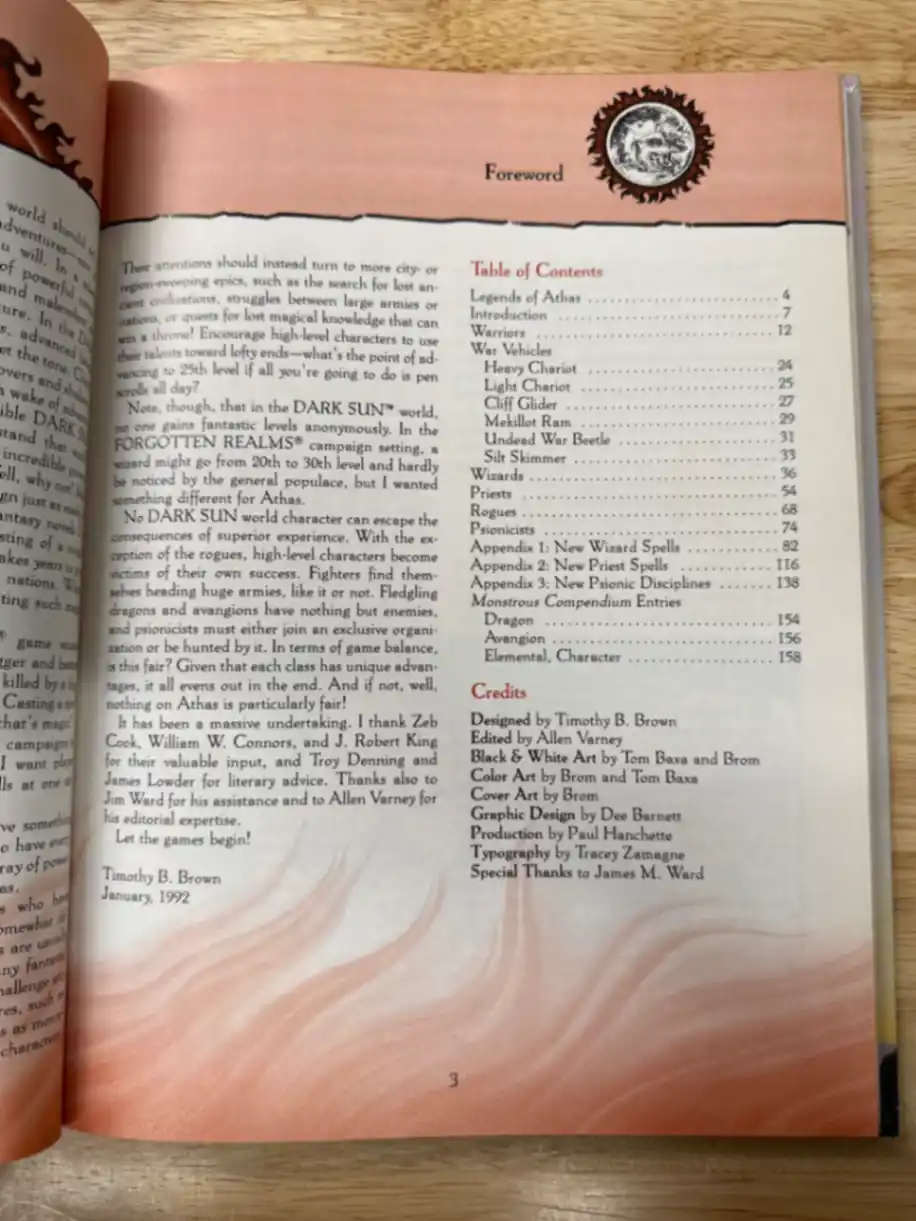 Foreword
Their attentions should instead turn to more city- or
region-sweeping epics, such as the search for lost an-
cient civilizations, struggles between large armies or
nations, or quests for lost magical knowledge that can
win a throne! Encourage high-level characters to use
their talents toward lofty ends—what's the point of ad-
vancing to 25th level if all you're going to do is pen
scrolls all day?
Note, though, that in the DARK SUN™ world,
no one gains fantastic levels anonymously. In the
FORGOTTEN REALMS® campaign setting, a
wizard might go from 20th to 30th level and hardly
be noticed by the general populace, but I wanted
something different for Athas.
No DARK SUN world character can escape the
consequences of superior experience. With the ex-
ception of the rogues, high-level characters become
victims of their own success. Fighters find them-
selves heading huge armies, like it or not. Fledgling
dragons and avangions have nothing but enemies,
and psionicists must either join an exclusive organi-
zation or be hunted by it. In terms of game balance,
is this fair? Given that each class has unique advan-
tages, it all evens out in the end. And if not, well,
nothing on Athas is particularly fair!
It has been a massive undertaking. I thank Zeb
Cook, William W. Connors, and J. Robert King
for their valuable input, and Troy Denning and
James Lowder for literary advice. Thanks also to
Jim Ward for his assistance and to Allen Varney for
his editorial expertise.
Let the games begin!
Timothy B. Brown
January, 1992
Table of Contents
Legends of Athas . . . . . . . . . . . . . . . . . . . . . . . . 4
Introduction . . . . . . . . . . . . . . . . . . . . . . . . . . . 7
Warriors . . . . . . . . . . . . . . . . . . . . . . . . . . . . . . 12
War Vehicles
Heavy Chariot . . . . . . . . . . . . . . . . . . . . . . . . 24
Light Chariot . . . . . . . . . . . . . . . . . . . . . . . . . 25
Cliff Glider . . . . . . . . . . . . . . . . . . . . . . . . . . 27
Mekillot Ram . . . . . . . . . . . . . . . . . . . . . . . . . 29
Undead War Beetle . . . . . . . . . . . . . . . . . . . . 31
Silt Skimmer . . . . . . . . . . . . . . . . . . . . . . . . . 33
Wizards . . . . . . . . . . . . . . . . . . . . . . . . . . . . . . 36
Priests . . . . . . . . . . . . . . . . . . . . . . . . . . . . . . . 54
Rogues . . . . . . . . . . . . . . . . . . . . . . . . . . . . . . . 68
Psionicists . . . . . . . . . . . . . . . . . . . . . . . . . . . . 74
Appendix 1: New Wizard Spells . . . . . . . . . . . . 82
Appendix 2: New Priest Spells . . . . . . . . . . . . 116
Appendix 3: New Psionic Disciplines . . . . . . . 138
Monstrous Compendium Entries
Dragon . . . . . . . . . . . . . . . . . . . . . . . . . . . . . 154
Avangion . . . . . . . . . . . . . . . . . . . . . . . . . . . 156
Elemental, Character . . . . . . . . . . . . . . . . . . 158
Credits
Designed by Timothy B. Brown
Edited by Allen Varney
Black & White Art by Tom Baxa and Brom
Color Art by Brom and Tom Baxa
Cover Art by Brom
Graphic Design by Dee Barnett
Production by Paul Hanchette
Typography by Tracey Zamagne
Special Thanks to James M. Ward
3